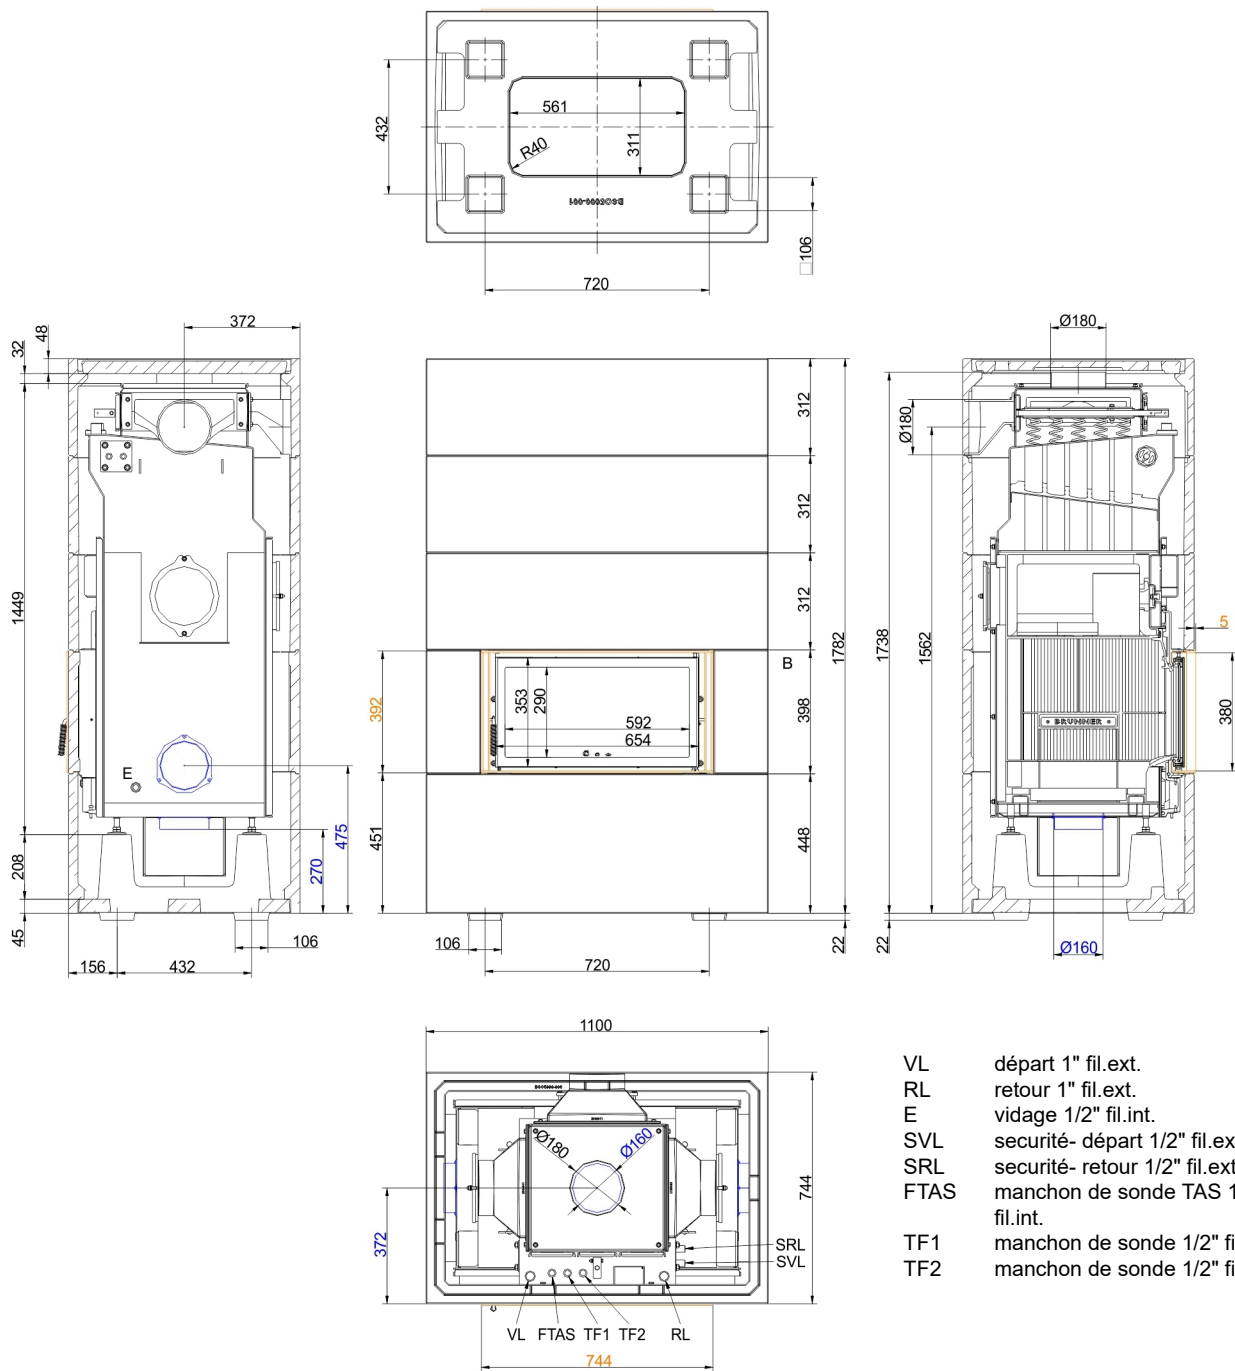 561
432
311
R40
BSO5000-001
□106
720
372
48
32
1449
208
45
E
475
270
106
156
432
312
312
312
1782
B
398
392
353
290
592
654
451
448
22
106
720
Ø180
Ø180
1738
1562
5
BRUNNER
380
22
Ø160
1100
Ø180
Ø160
744
372
SRL
SVL
VL
FTAS
TF1
TF2
RL
744
VL départ 1" fil.ext.
RL retour 1" fil.ext.
E vidage 1/2" fil.int.
SVL securité- départ 1/2" fil.ex
SRL securité- retour 1/2" fil.ext
FTAS manchon de sonde TAS 1
fil.int.
TF1 manchon de sonde 1/2" fi
TF2 manchon de sonde 1/2" fi